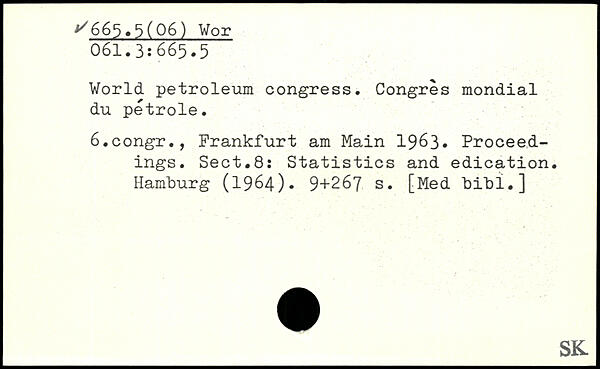 ✓665.5(06) Wor
061.3:665.5
World petroleum congress. Congrès mondial
du pétrole.
6.congr., Frankfurt am Main 1963. Proceed-
ings. Sect.8: Statistics and edication.
Hamburg (1964). 9+267 s. [Med bibl.]
SK